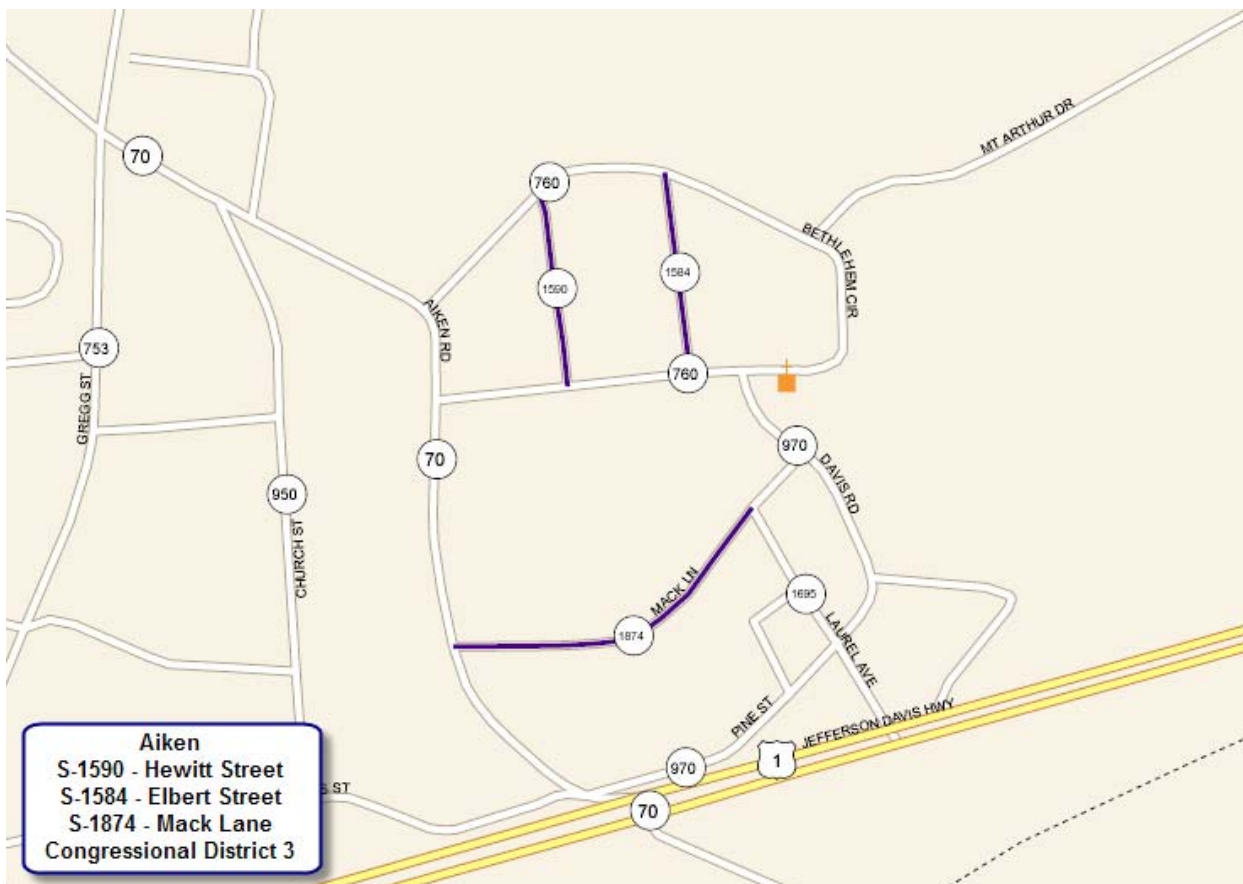 MT ARTHUR DR
70
760
BETHLEHEM CIR
1584
1590
AIKEN RD
753
760
GREGG ST
970
70
DAVIS RD
950
CHURCH ST
MACK LN
1695
1874
LAUREL AVE
PINE ST
JEFFERSON DAVIS HWY
1
970
S ST
70
Aiken
S-1590 - Hewitt Street
S-1584 - Elbert Street
S-1874 - Mack Lane
Congressional District 3